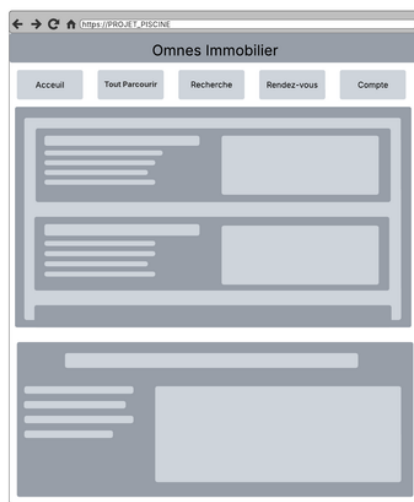 https://PROJET_PISCINE
Omnes Immobilier
Acceuil
Tout Parcourir
Recherche
Rendez-vous
Compte